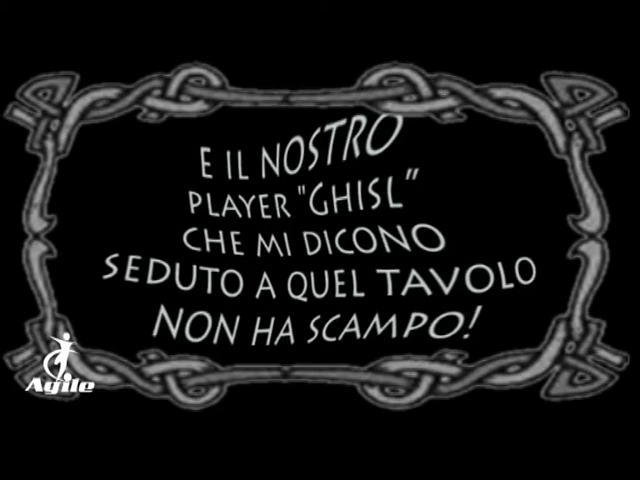 E IL NOSTRO
PLAYER "GHISL"
CHE MI DICONO
SEDUTO A QUEL TAVOLO
NON HA SCAMPO!
Agile